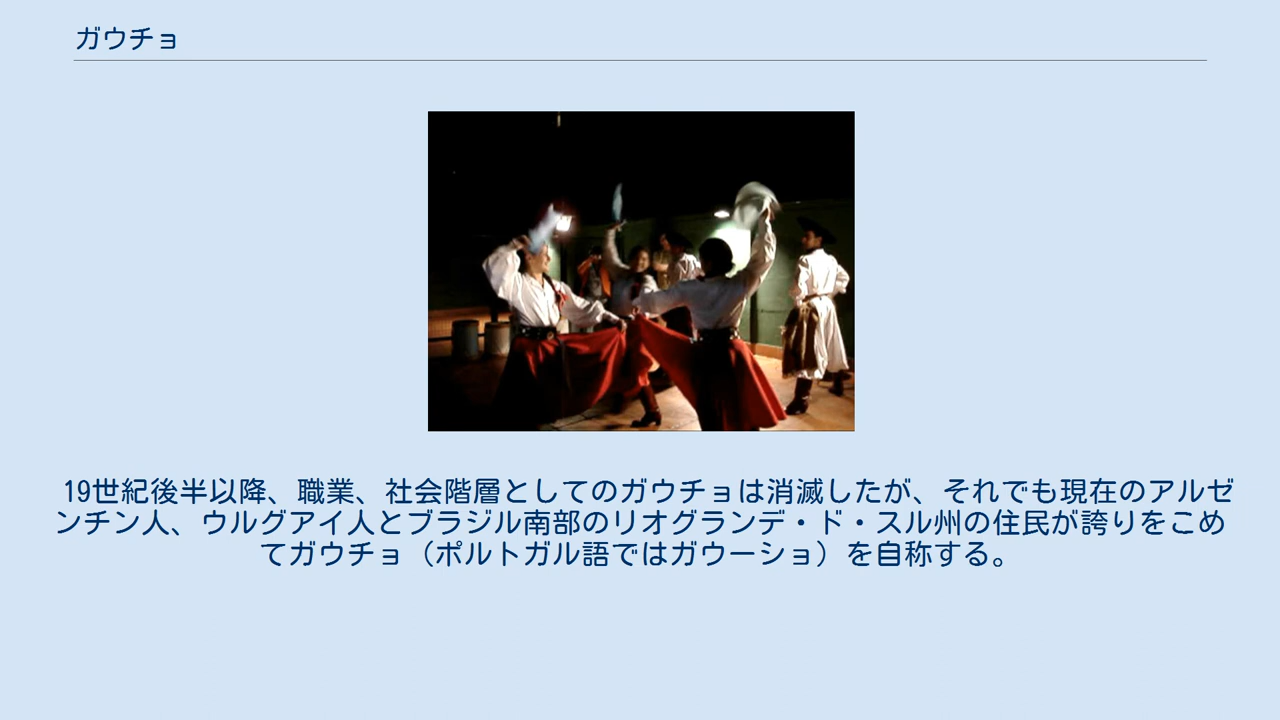 ガウチョ
19世紀後半以降、職業、社会階層としてのガウチョは消滅したが、それでも現在のアルゼ
ンチン人、ウルグアイ人とブラジル南部のリオグランデ・ド・スル州の住民が誇りをこめ
てガウチョ（ポルトガル語ではガウーショ）を自称する。